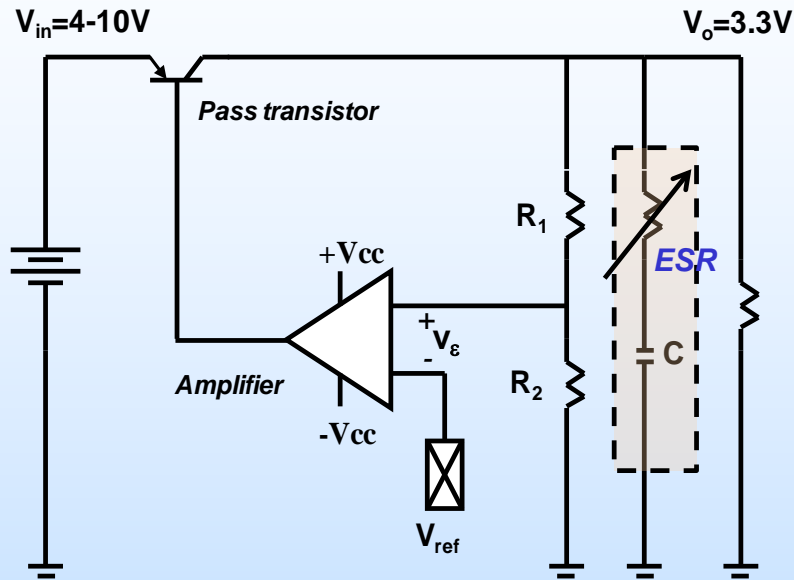 Vin=4-10V
Vo=3.3V
Pass transistor
R1
ESR
+Vcc
+
vε
-
C
Amplifier
R2
-Vcc
Vref